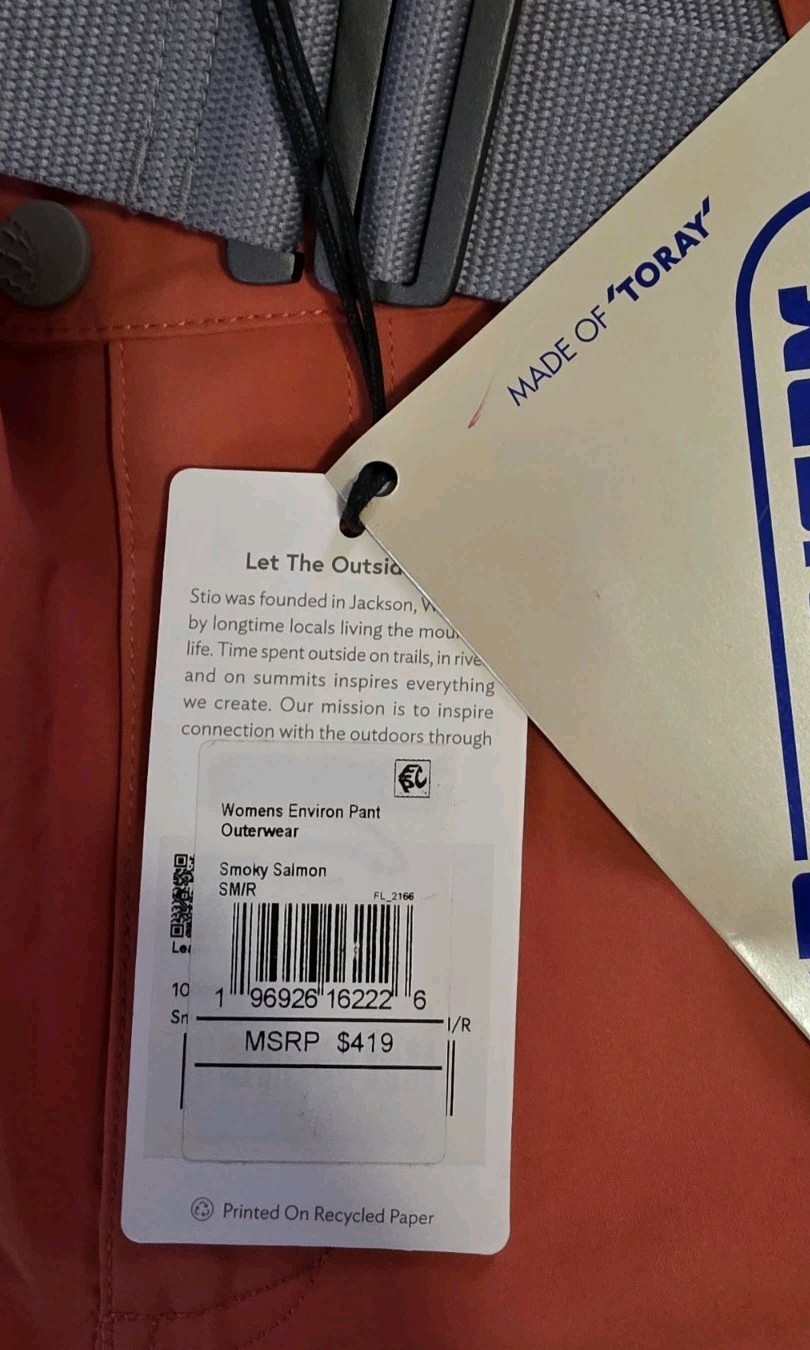 MADE OF 'TORAY'
Let The
Stio was founded in Jackson,
by longtime locals living the
life. Time spent outside on trails, in
and on summits inspires everything
we create. Our mission is to inspire
connection with the outdoors through
Womens Environ Pant
Outerwear
Smoky Salmon
SM/R
FL_2166
1 96926 16222 6
10
/R
MSRP $419
Printed On Recycled Paper